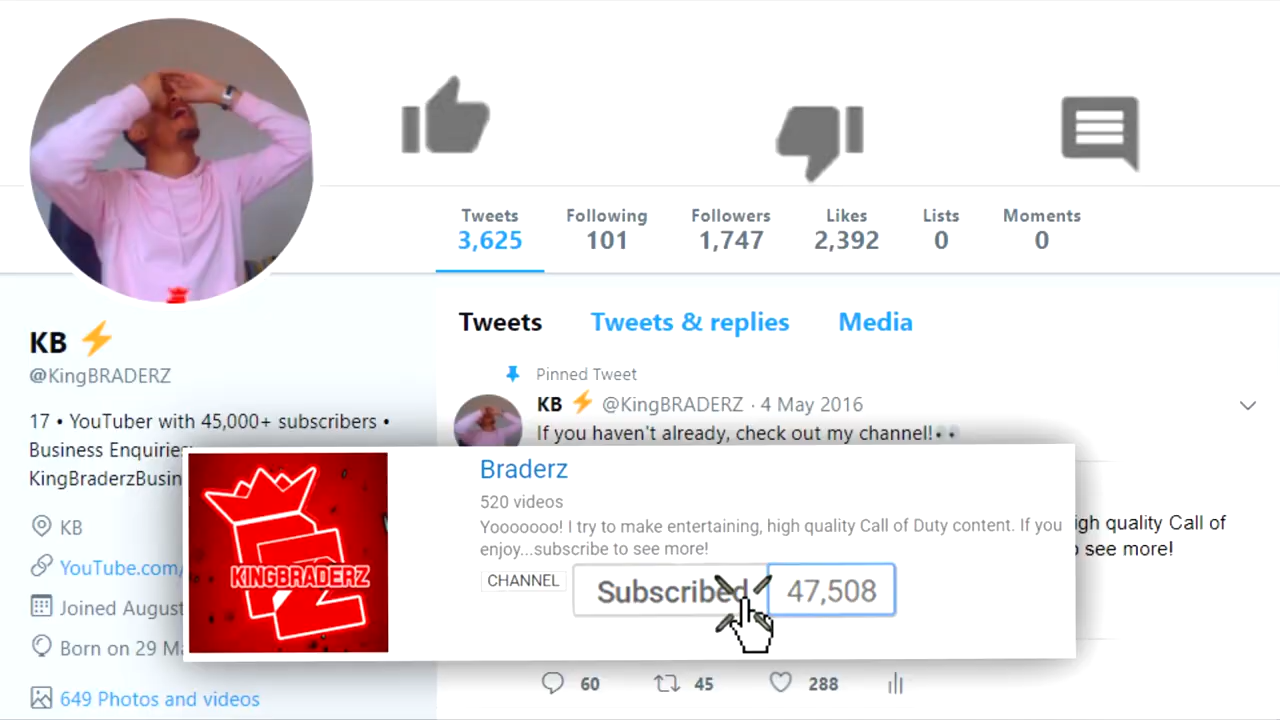 Tweets Following Followers Likes Lists Moments
3,625 101 1,747 2,392 0 0
KB
@KingBRADERZ
17 • YouTuber with 45,000+ subscribers •
Business Enquiries
KingBraderzBusin
KB
YouTube.com/
Joined August
Born on 29
649 Photos and videos
Tweets Tweets & replies Media
Pinned Tweet
KB @KingBRADERZ · 4 May 2016
If you haven't already, check out my channel!
KINGBRADERZ
Braderz
520 videos
Yooooooo! I try to make entertaining, high quality Call of Duty content. If you
enjoy...subscribe to see more!
CHANNEL
Subscribed 47,508
igh quality Call of
see more!
60 45 288